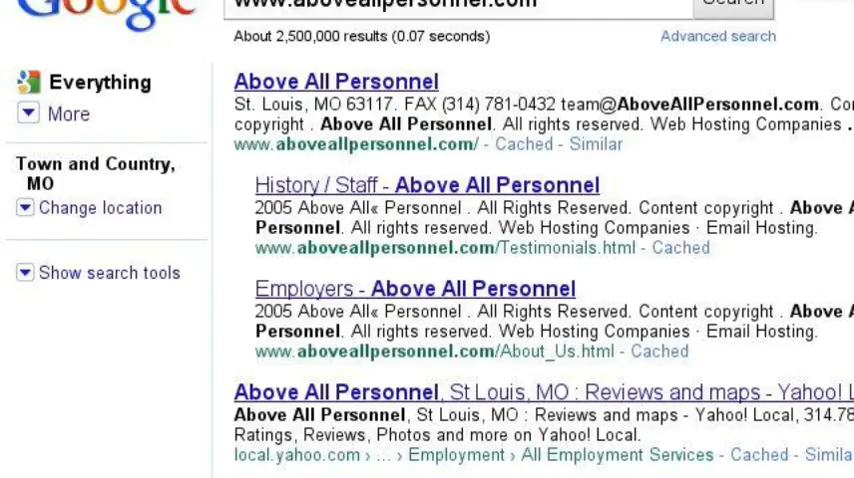 Google
www.aboveallpersonnel.com
Search
About 2,500,000 results (0.07 seconds)
Advanced search
Everything
More
Town and Country,
MO
Change location
Show search tools
Above All Personnel
St. Louis, MO 63117. FAX (314) 781-0432 team@AboveAllPersonnel.com.
copyright . Above All Personnel. All rights reserved. Web Hosting Companies .
www.aboveallpersonnel.com/ - Cached - Similar
History / Staff - Above All Personnel
2005 Above All« Personnel . All Rights Reserved. Content copyright . Above
Personnel. All rights reserved. Web Hosting Companies · Email Hosting.
www.aboveallpersonnel.com/Testimonials.html - Cached
Employers - Above All Personnel
2005 Above All« Personnel . All Rights Reserved. Content copyright . Above
Personnel. All rights reserved. Web Hosting Companies · Email Hosting.
www.aboveallpersonnel.com/About_Us.html - Cached
Above All Personnel, St Louis, MO : Reviews and maps - Yahoo!
Above All Personnel, St Louis, MO : Reviews and maps - Yahoo! Local, 314.78
Ratings, Reviews, Photos and more on Yahoo! Local.
local.yahoo.com › ... › Employment › All Employment Services - Cached - Simila